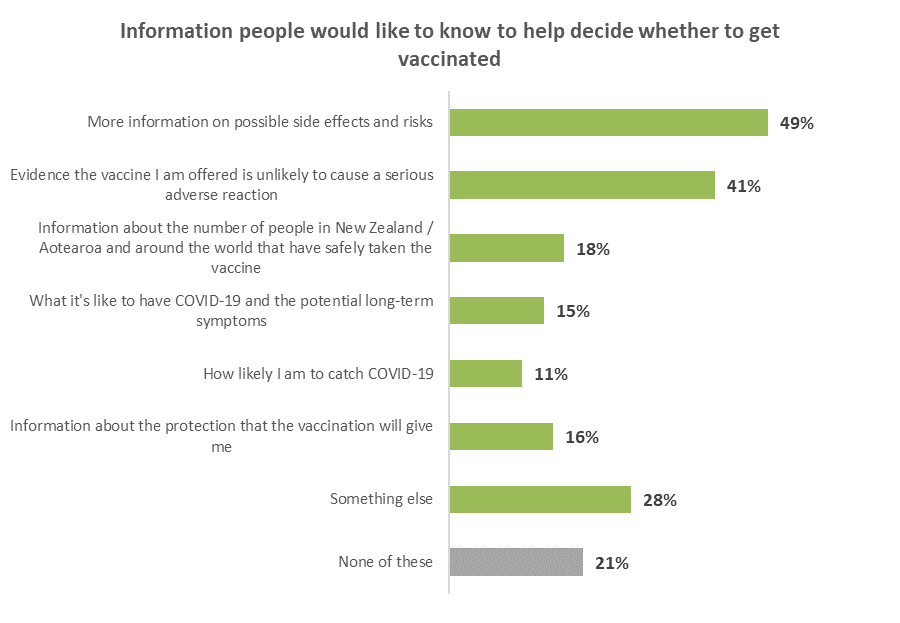 Information people would like to know to help decide whether to get
vaccinated
More information on possible side effects and risks
49%
Evidence the vaccine I am offered is unlikely to cause a serious
adverse reaction
41%
Information about the number of people in New Zealand /
Aotearoa and around the world that have safely taken the
vaccine
18%
What it's like to have COVID-19 and the potential long-term
symptoms
15%
How likely I am to catch COVID-19
11%
Information about the protection that the vaccination will give
me
16%
Something else
28%
None of these
21%